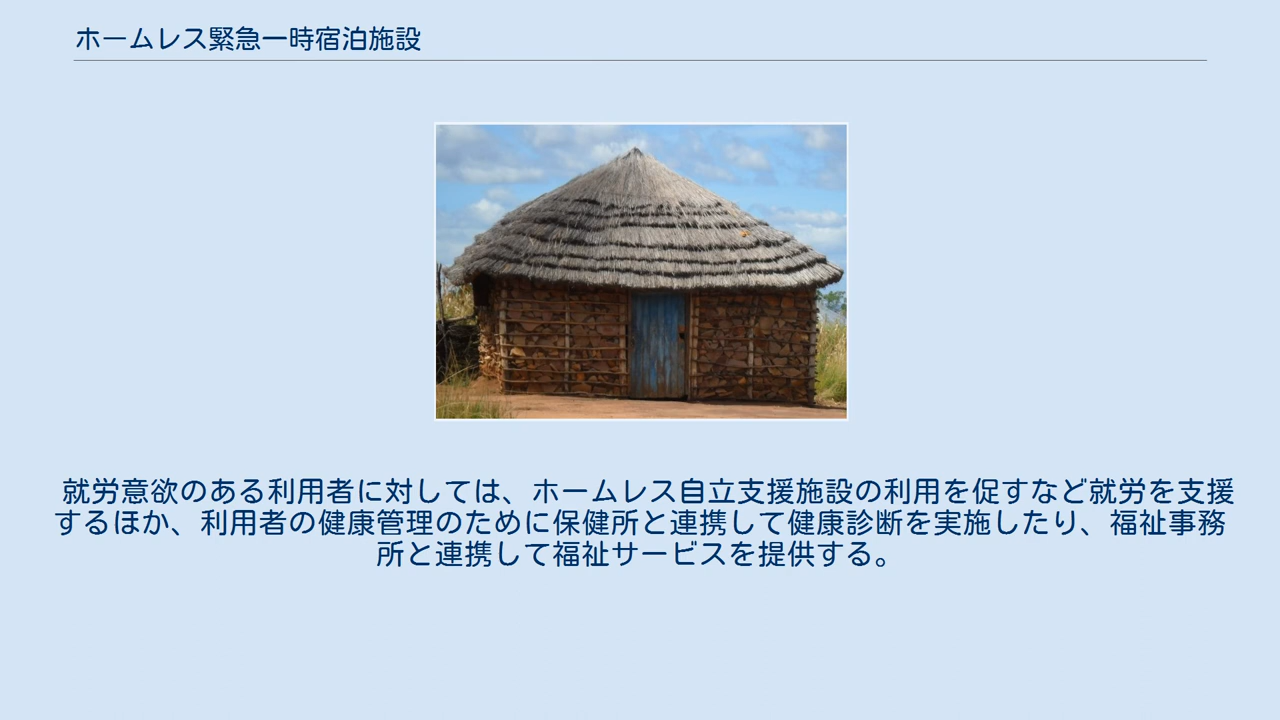 ホームレス緊急一時宿泊施設
就労意欲のある利用者に対しては、ホームレス自立支援施設の利用を促すなど就労を支援
するほか、利用者の健康管理のために保健所と連携して健康診断を実施したり、福祉事務
所と連携して福祉サービスを提供する。